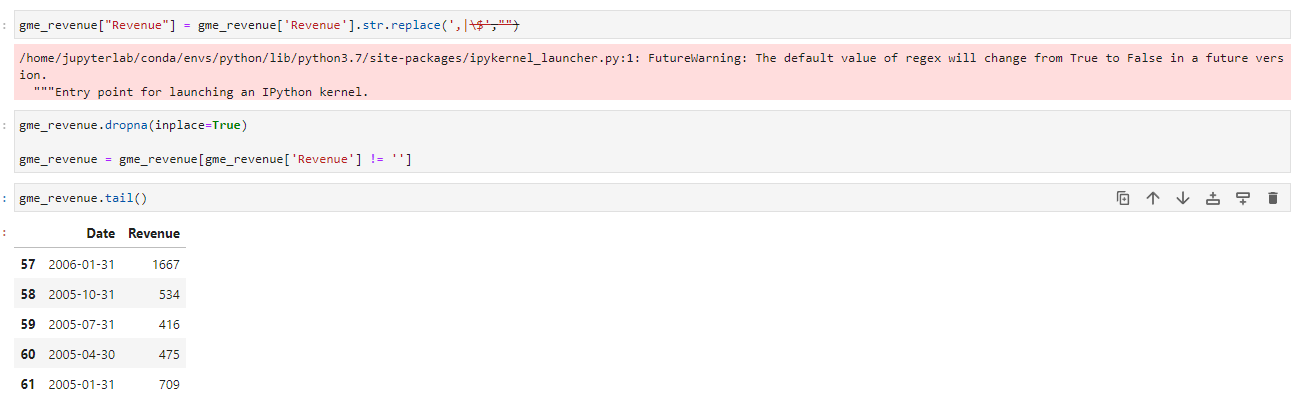 : gme_revenue["Revenue"] = gme_revenue['Revenue'].str.replace(',|\$',"")
/home/jupyterlab/conda/envs/python/lib/python3.7/site-packages/ipykernel_launcher.py:1: FutureWarning: The default value of regex will change from True to False in a future vers
ion.
  """Entry point for launching an IPython kernel.
: gme_revenue.dropna(inplace=True)
gme_revenue = gme_revenue[gme_revenue['Revenue'] != '']
: gme_revenue.tail()
:
Date Revenue
57 2006-01-31 1667
58 2005-10-31 534
59 2005-07-31 416
60 2005-04-30 475
61 2005-01-31 709